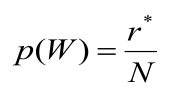 p(W) = r* / N